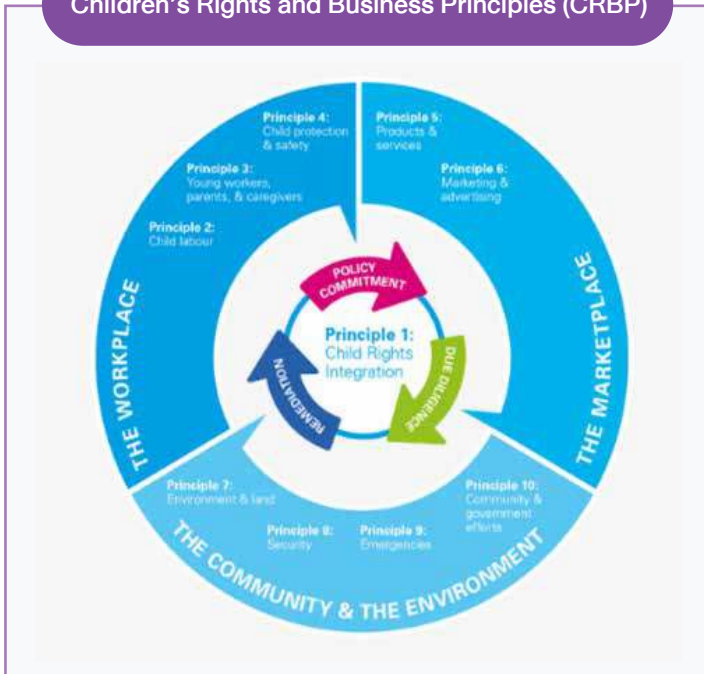 Children's Rights and Business Principles (CRBP)
Principle 4:
Child protection
& safety
Principle 3:
Young workers,
parents, & caregivers
Principle 2:
Child labour
THE WORKPLACE
Principle 5:
Products &
services
Principle 6:
Marketing &
advertising
THE MARKETPLACE
POLICY
COMMITMENT
DUE DILIGENCE
REMEDIATION
Principle 1:
Child Rights
Integration
Principle 7:
Environment & land
Principle 8:
Security
Principle 9:
Emergencies
Principle 10:
Community &
government
efforts
THE COMMUNITY & THE ENVIRONMENT